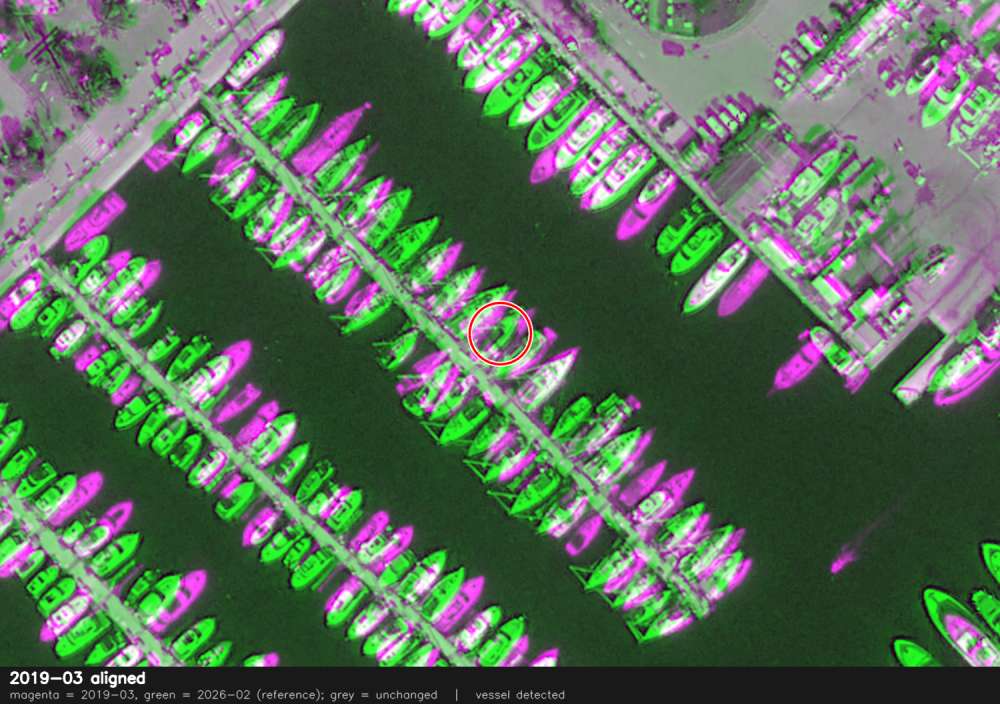 2019-03 aligned
magenta = 2019-03, green = 2026-02 (reference); grey = unchanged | vessel detected